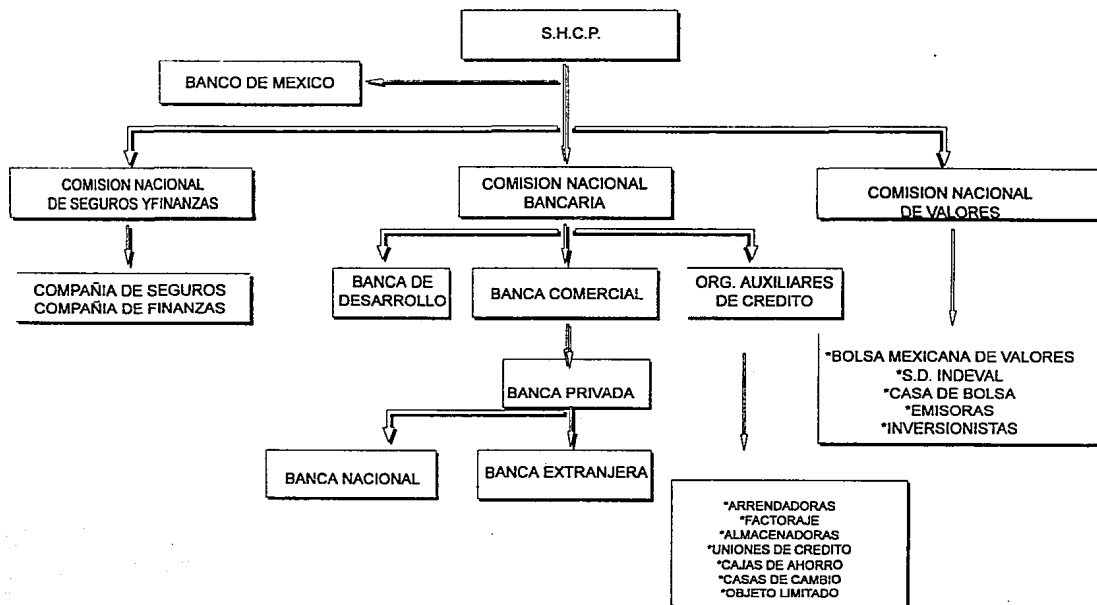 S.H.C.P.
BANCO DE MEXICO
COMISION NACIONAL
DE SEGUROS YFINANZAS
COMISION NACIONAL
BANCARIA
COMISION NACIONAL
DE VALORES
COMPAÑIA DE SEGUROS
COMPAÑIA DE FINANZAS
BANCA DE
DESARROLLO
BANCA COMERCIAL
ORG. AUXILIARES
DE CREDITO
*BOLSA MEXICANA DE VALORES
*S.D. INDEVAL
*CASA DE BOLSA
*EMISORAS
*INVERSIONISTAS
BANCA PRIVADA
BANCA NACIONAL
BANCA EXTRANJERA
*ARRENDADORAS
*FACTORAJE
*ALMACENADORAS
*UNIONES DE CREDITO
*CAJAS DE AHORRO
*CASAS DE CAMBIO
*OBJETO LIMITADO